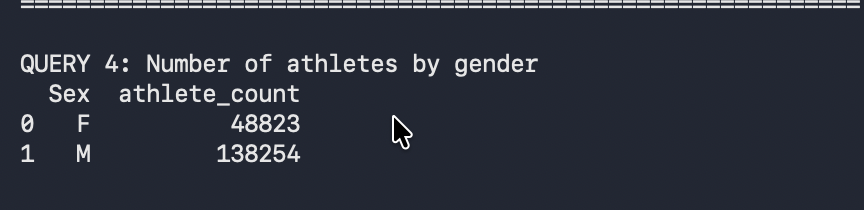 QUERY 4: Number of athletes by gender
Sex athlete_count
0 F 48823
1 M 138254